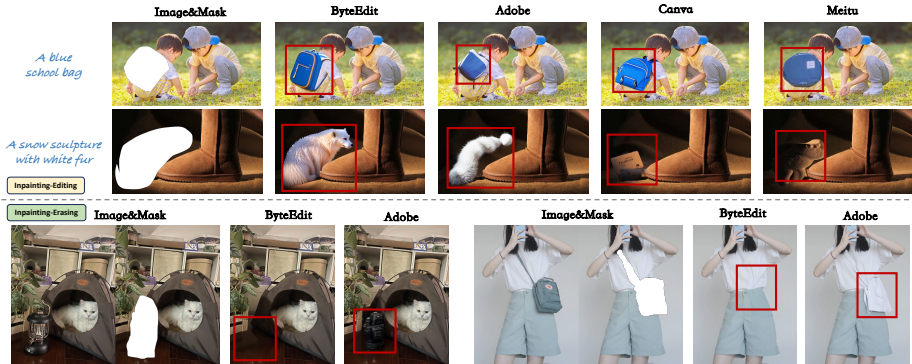 Image&Mask ByteEdit Adobe Canva Meitu
A blue
school bag
A snow sculpture
with white fur
Inpainting-Editing
Inpainting-Erasing
Image&Mask ByteEdit Adobe Image&Mask ByteEdit Adobe